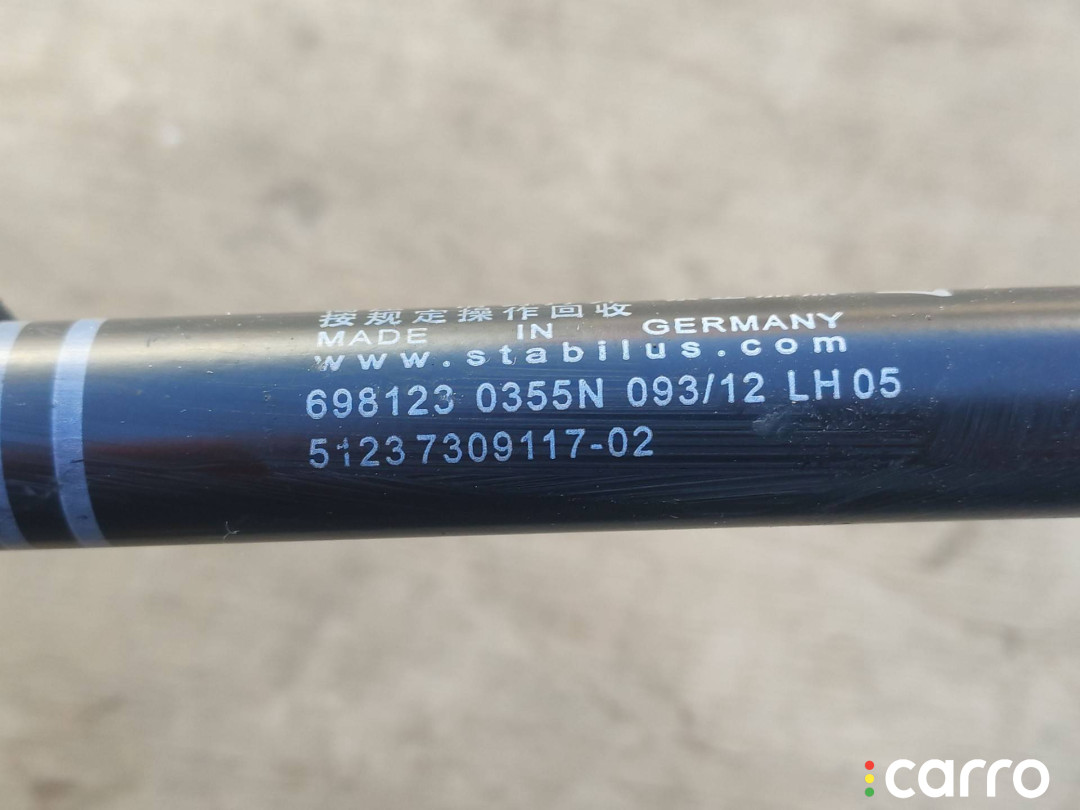 按规定操作回收
MADE IN GERMANY
www.stabilus.com
698123 0355N 093/12 LH05
51237309117-02
carro